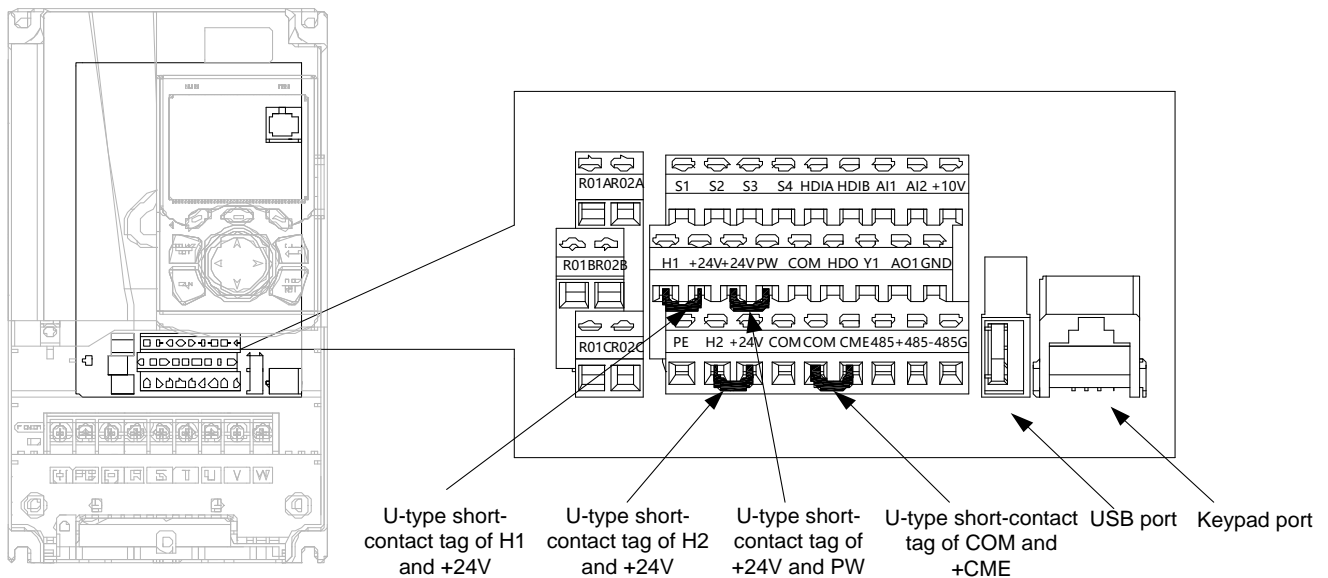 R01A R02A
S1 S2 S3 S4 HDIA HDIB AI1 AI2 +10V
R01B R02B
H1 +24V +24V PW COM HDO Y1 AO1 GND
R01C R02C
PE H2 +24V COM COM CME 485+ 485- 485G
R S T U V W
U-type short-
contact tag of H1
and +24V
U-type short-
contact tag of H2
and +24V
U-type short-
contact tag of
+24V and PW
U-type short-contact
tag of COM and
+CME
USB port
Keypad port